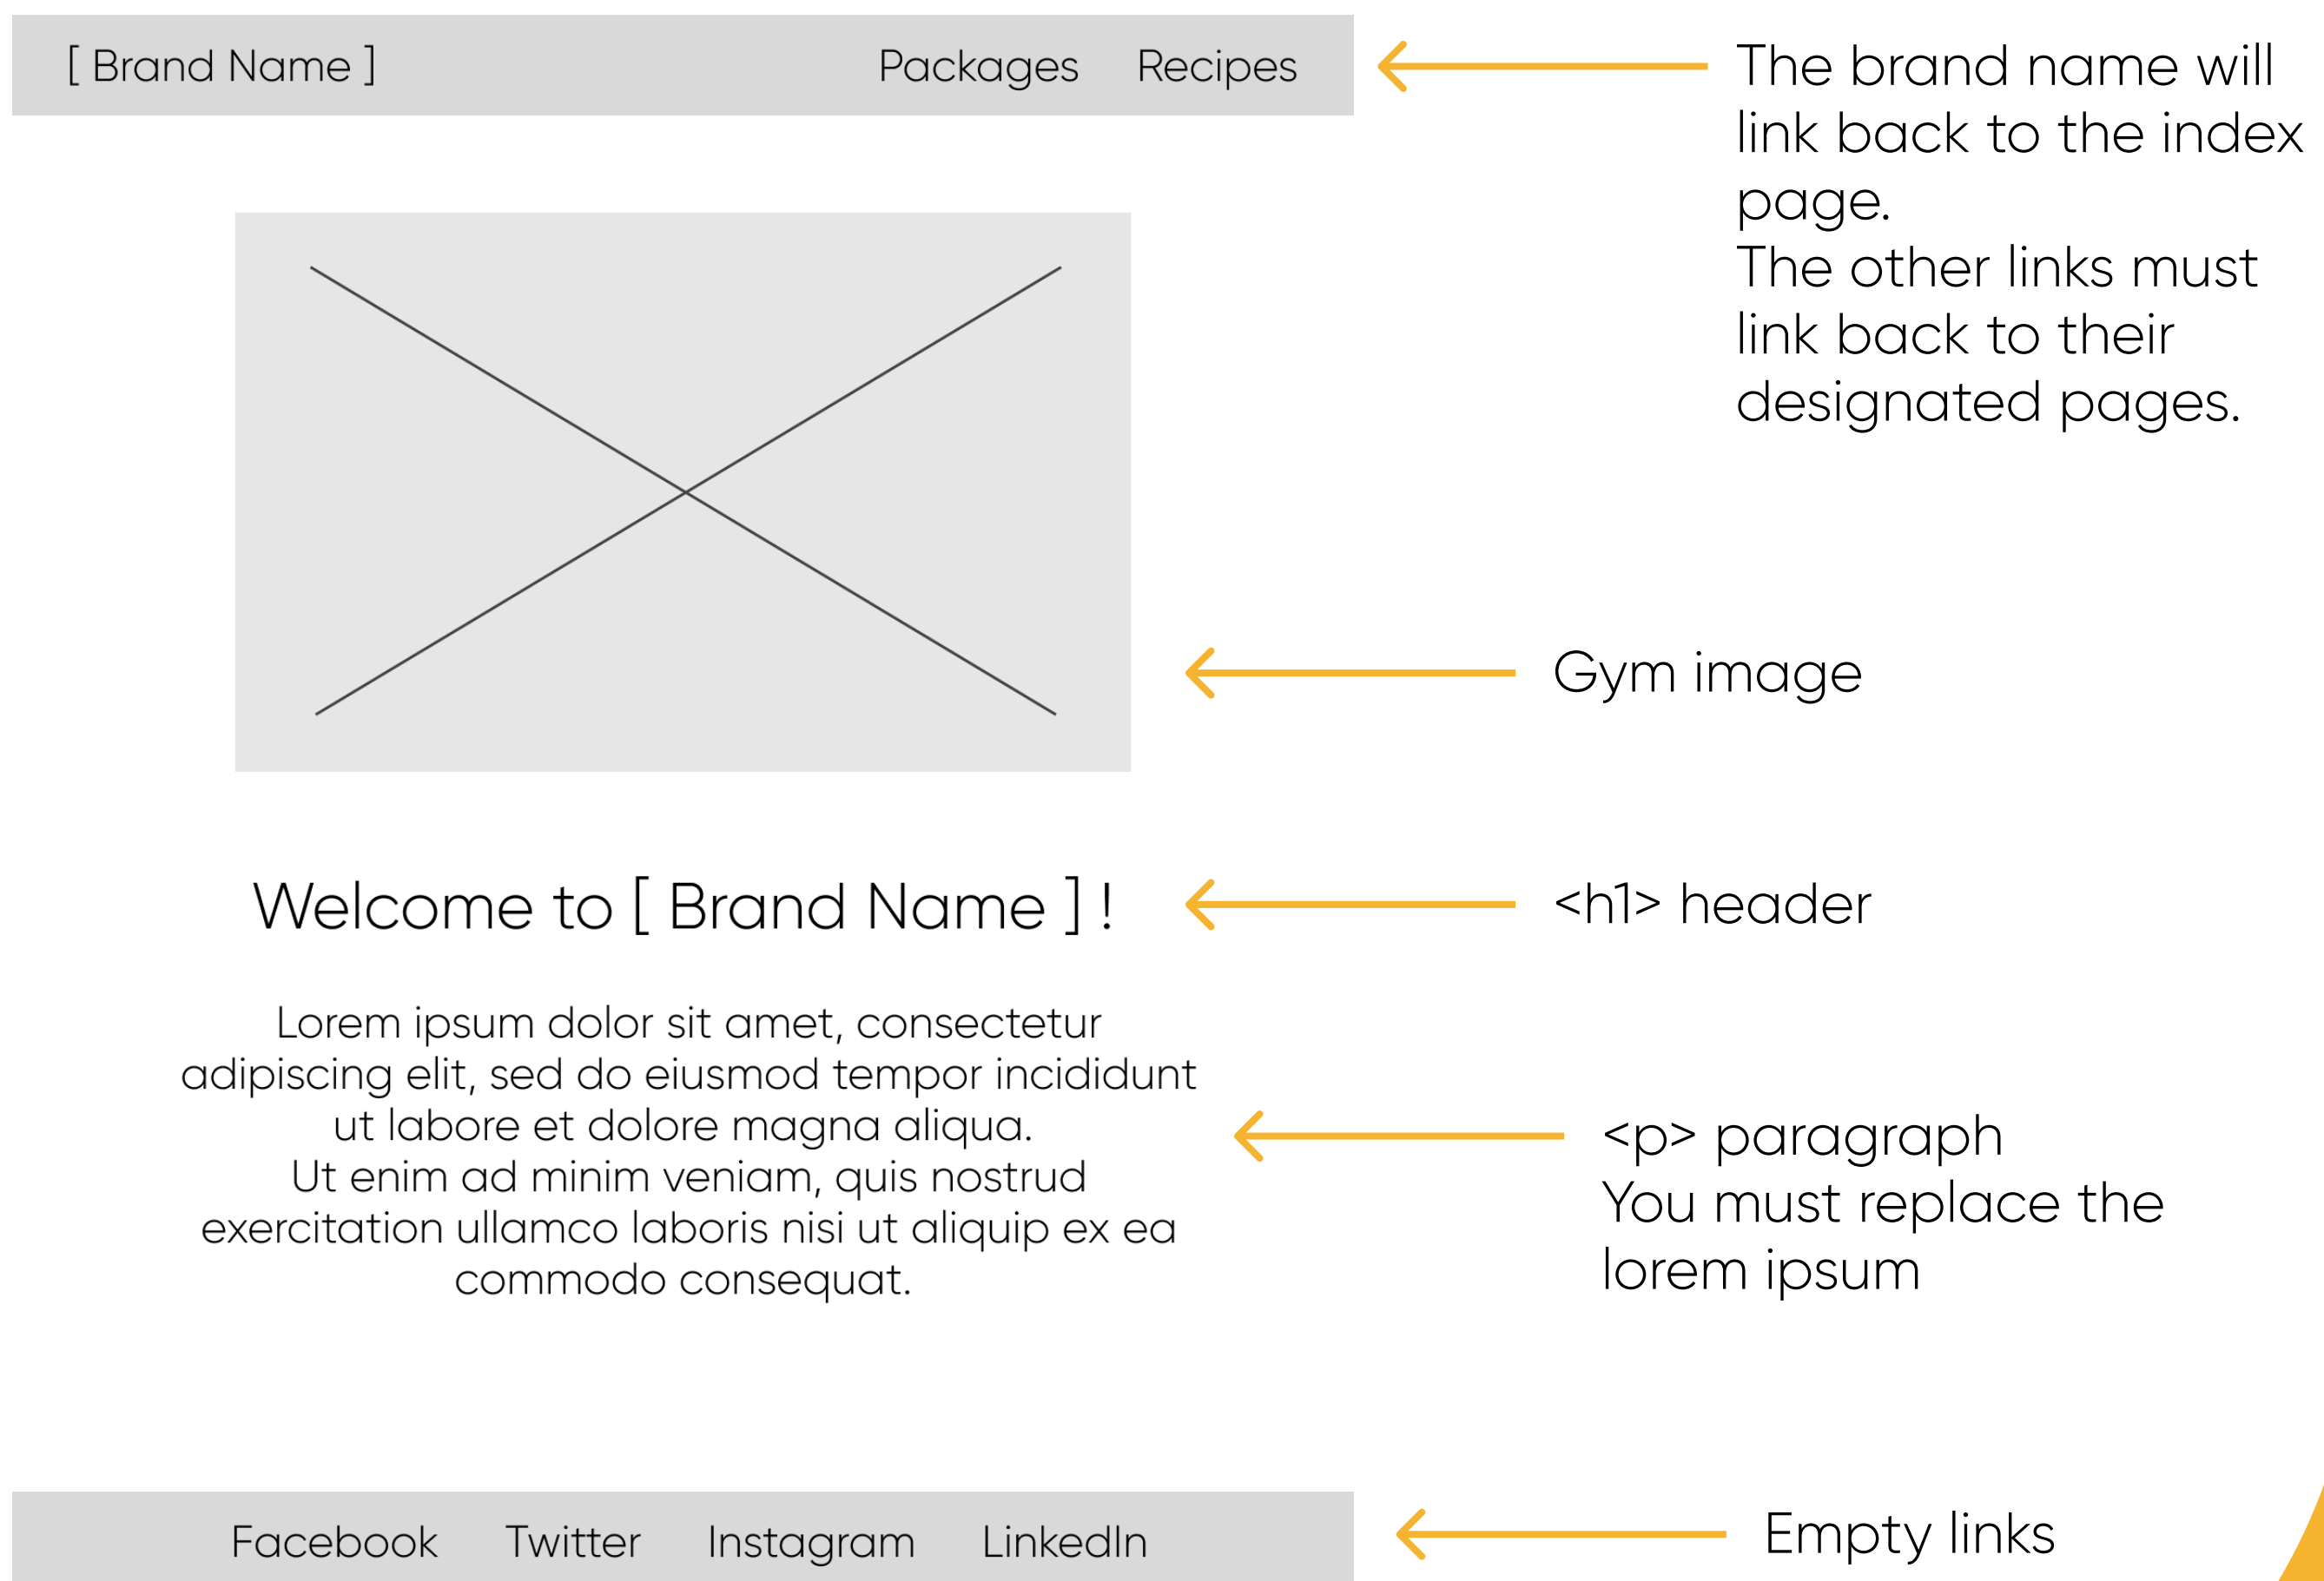 [ Brand Name ] Packages Recipes
The brand name will
link back to the index
page.
The other links must
link back to their
designated pages.
Gym image
Welcome to [ Brand Name ] !
<h1> header
Lorem ipsum dolor sit amet, consectetur
adipiscing elit, sed do eiusmod tempor incididunt
ut labore et dolore magna aliqua.
Ut enim ad minim veniam, quis nostrud
exercitation ullamco laboris nisi ut aliquip ex ea
commodo consequat.
<p> paragraph
You must replace the
lorem ipsum
Facebook Twitter Instagram LinkedIn
Empty links